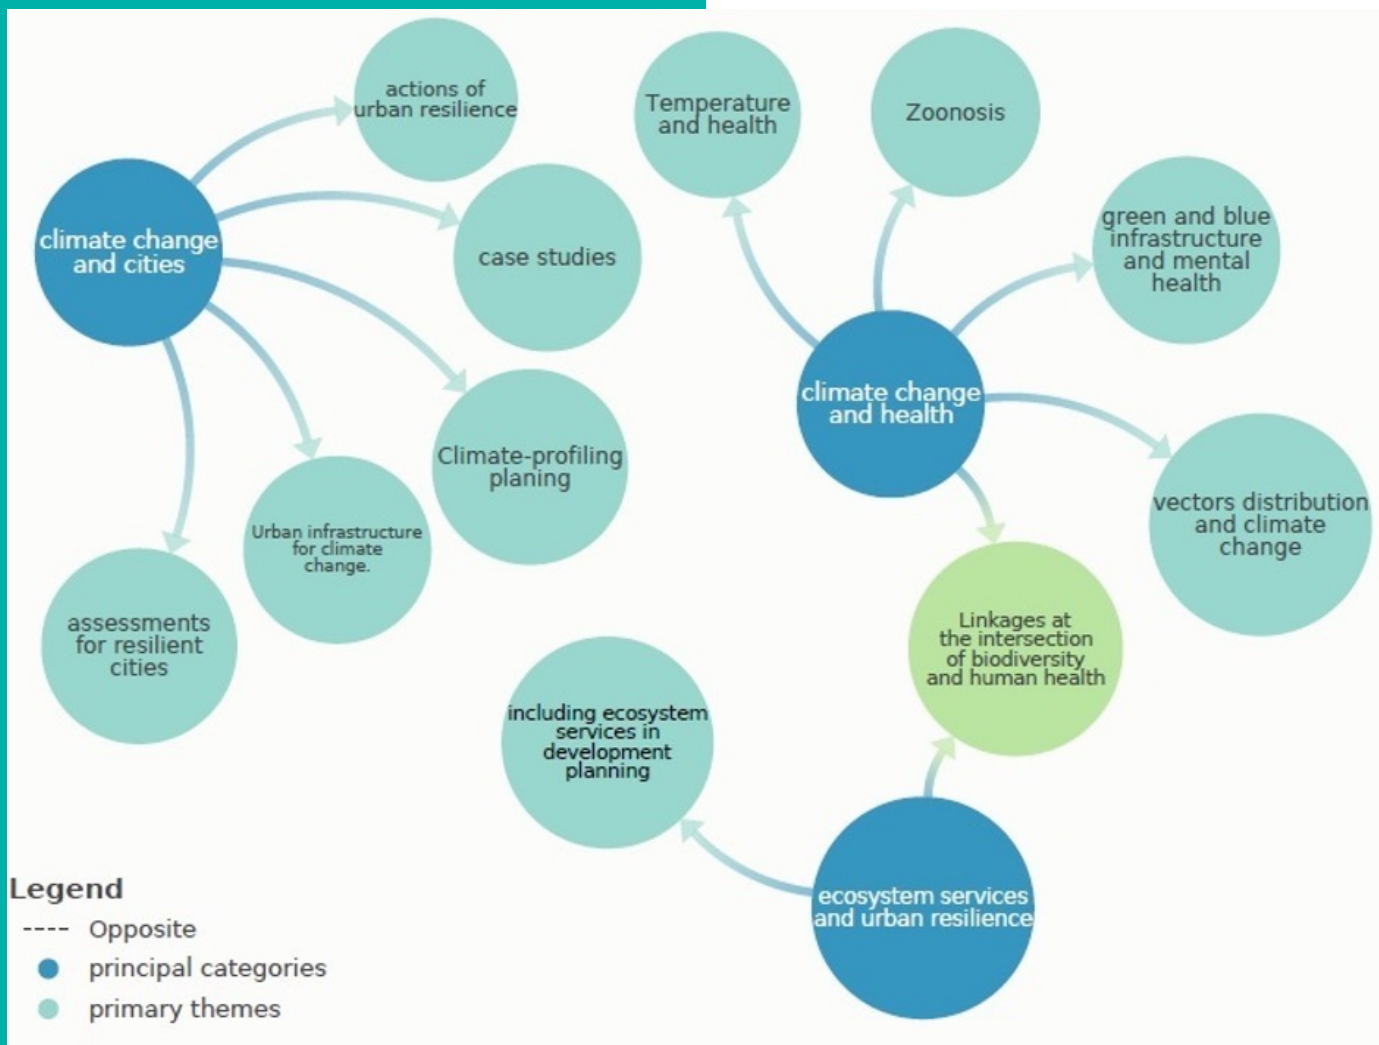 actions of
urban resilience
climate change
and cities
case studies
Climate-profiling
planing
Urban infrastructure
for climate
change.
assessments
for resilient
cities
Temperature
and health
Zoonosis
green and blue
infrastructure
and mental
health
climate change
and health
vectors distribution
and climate
change
Linkages at
the intersection
of biodiversity
and human health
including ecosystem
services in
development
planning
ecosystem services
and urban resilience
Legend
Opposite
principal categories
primary themes